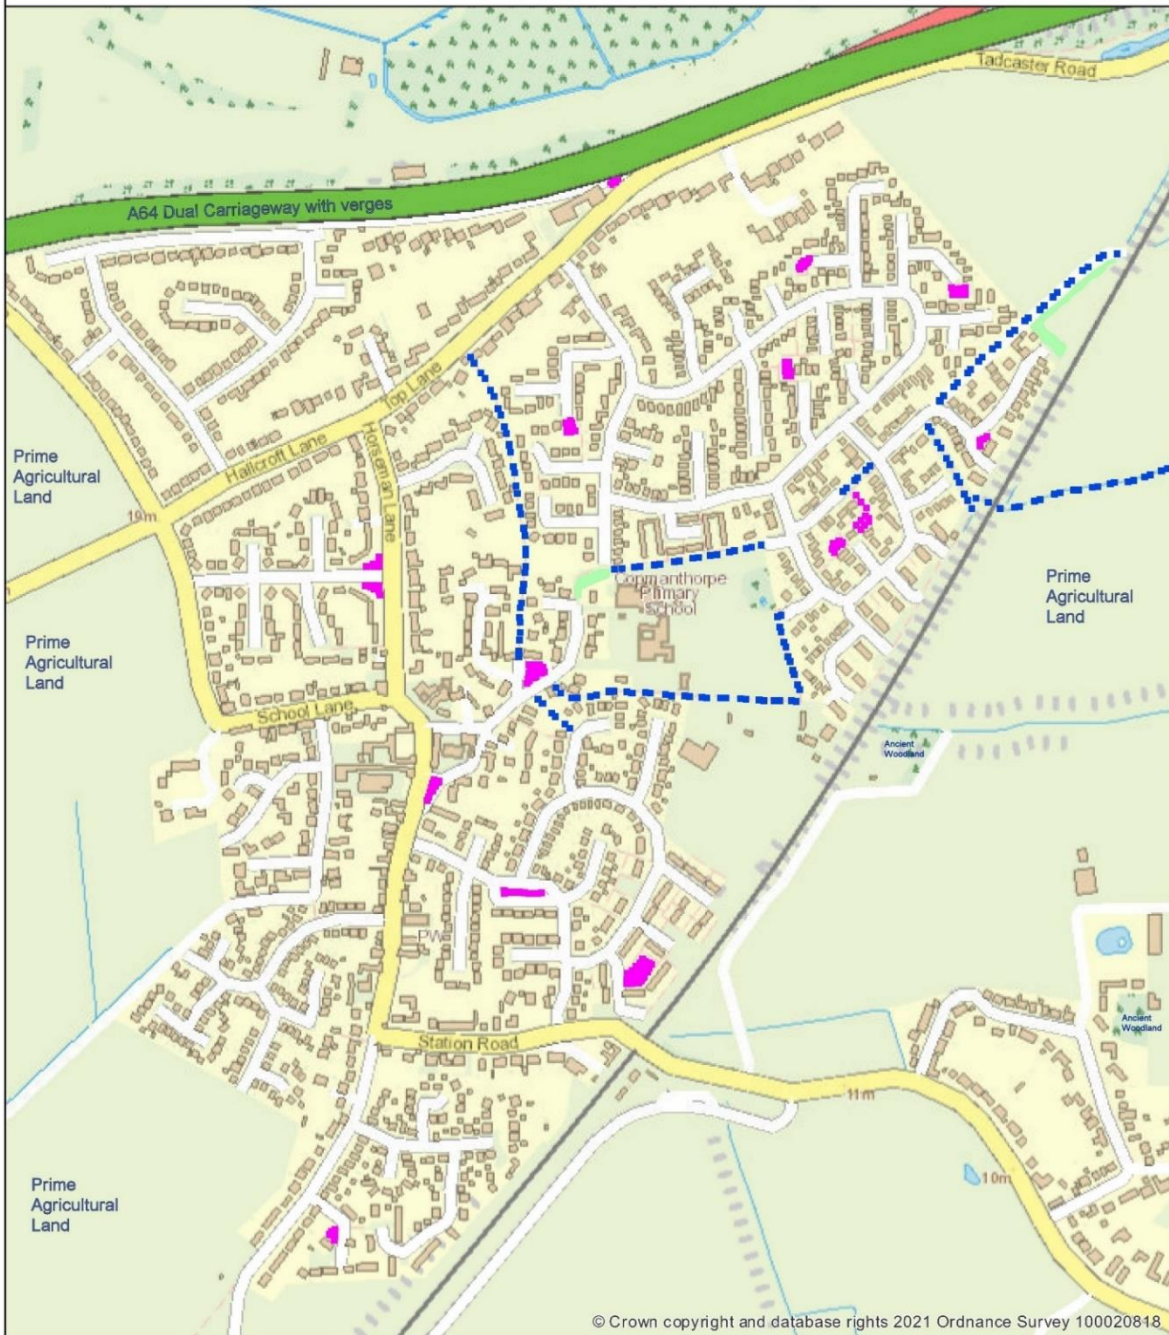 Tadcaster Road
A64 Dual Carriageway with verges
Top Lane
Hallcroft Lane
Horseman Lane
Prime
Agricultural
Land
19m
Copmanthorpe
Primary
School
Prime
Agricultural
Land
Prime
Agricultural
Land
School Lane
Ancient
Woodland
PW
Station Road
Ancient
Woodland
11m
10m
Prime
Agricultural
Land
© Crown copyright and database rights 2021 Ordnance Survey 100020818